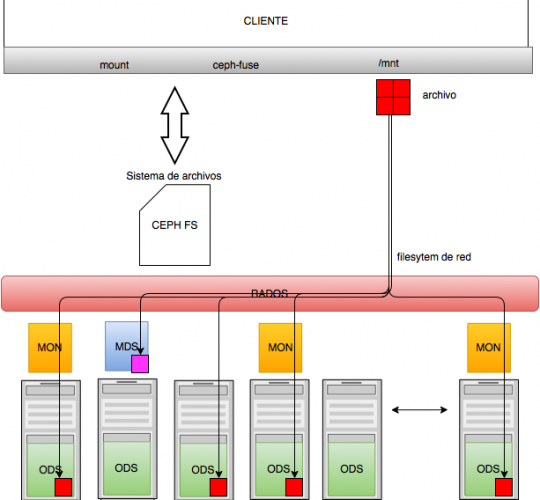 CLIENTE
mount ceph-fuse /mnt
archivo
Sistema de archivos
CEPH FS
filesytem de red
RADOS
MON MDS MON MON
ODS ODS ODS ODS ODS ODS